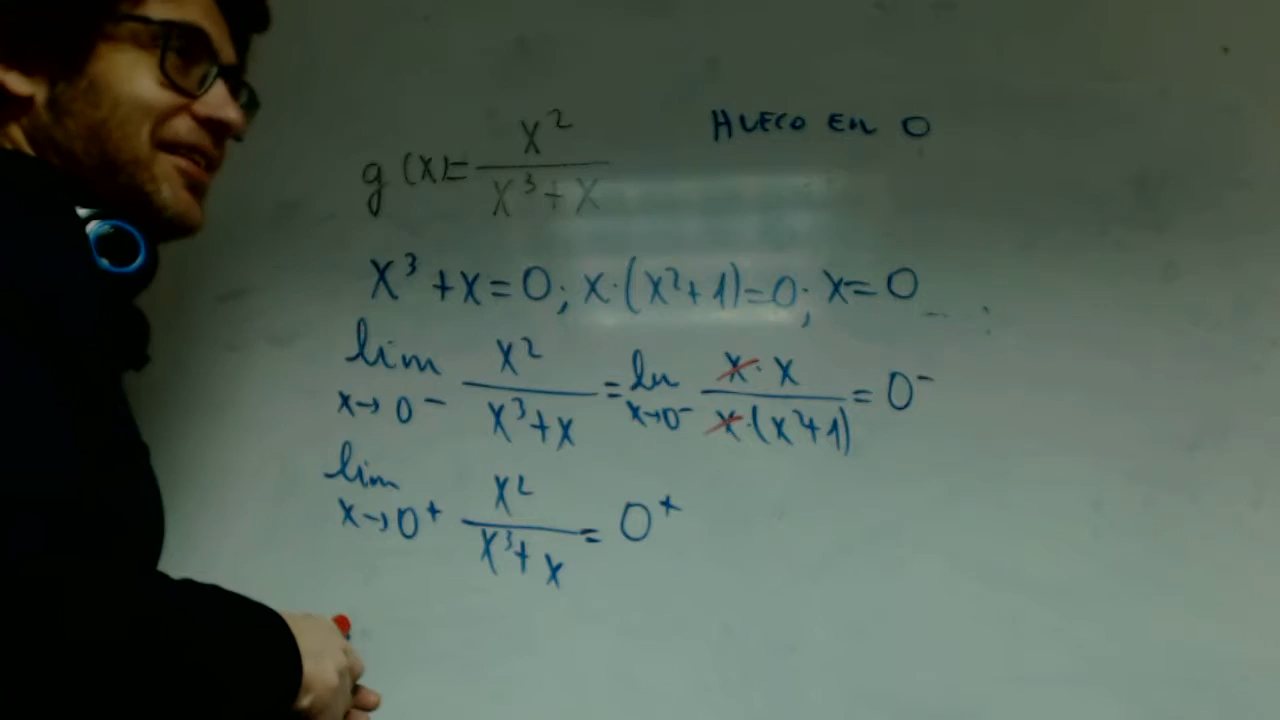 g(x)= x²/(x³+x) HUECO EN 0
x³+x=0; x·(x²+1)=0; x=0
lim x→0⁻ x²/(x³+x) = lim x→0⁻ x·x/(x·(x²+1)) = 0⁻
lim x→0⁺ x²/(x³+x) = 0⁺